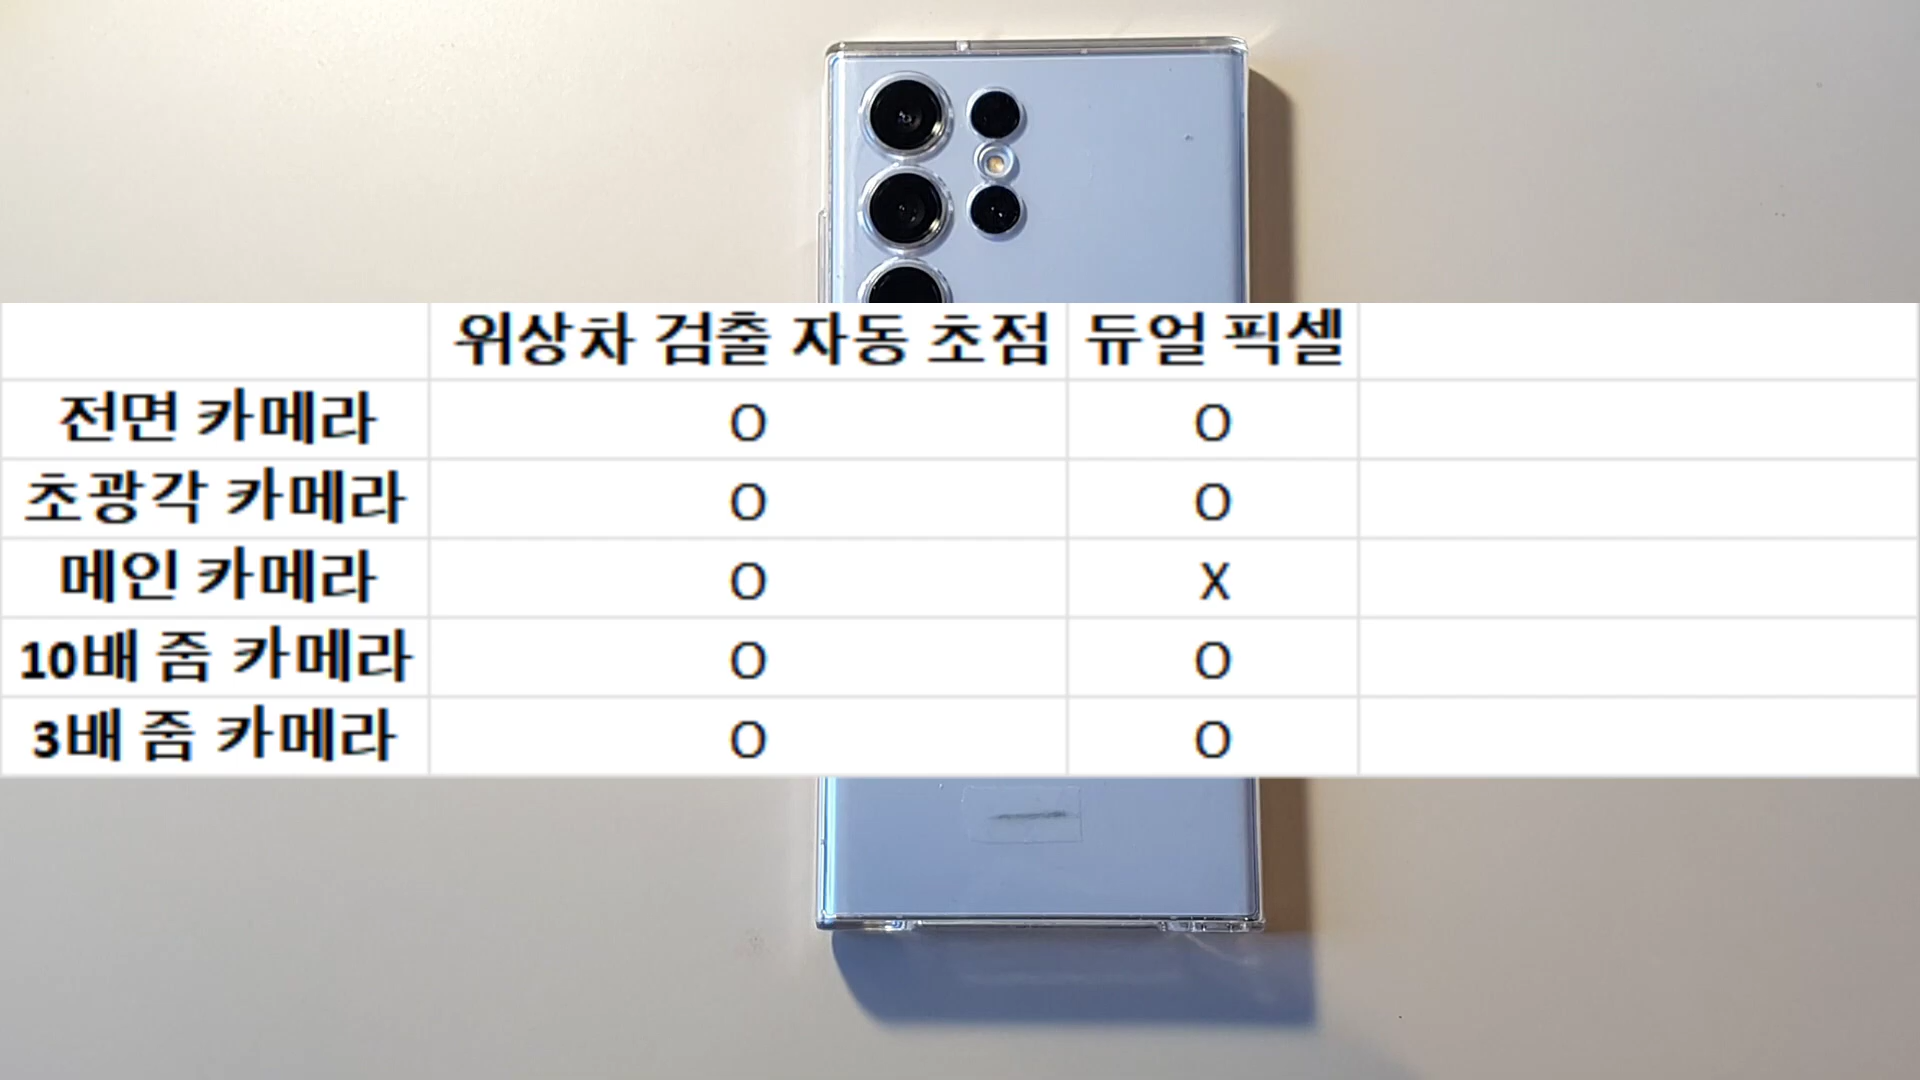 위상차 검출 자동 초점 듀얼 픽셀
전면 카메라 O O
초광각 카메라 O O
메인 카메라 O X
10배 줌 카메라 O O
3배 줌 카메라 O O